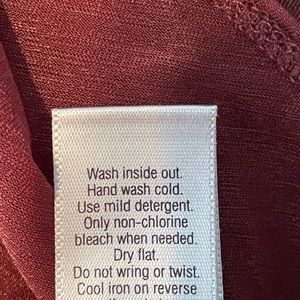 Wash inside out.
Hand wash cold.
Use mild detergent.
Only non-chlorine
bleach when needed.
Dry flat.
Do not wring or twist.
Cool iron on reverse